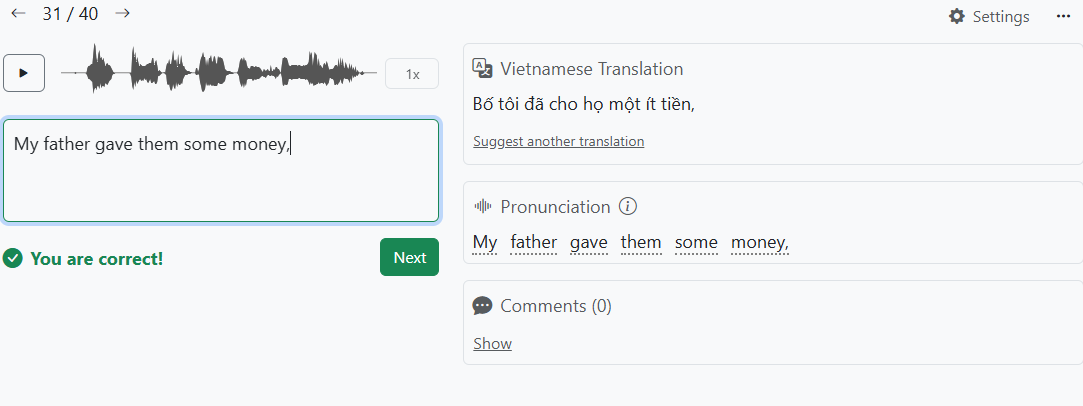 31 / 40
Settings
1x
My father gave them some money,
You are correct!
Next
Vietnamese Translation
Bố tôi đã cho họ một ít tiền,
Suggest another translation
Pronunciation
My father gave them some money,
Comments (0)
Show